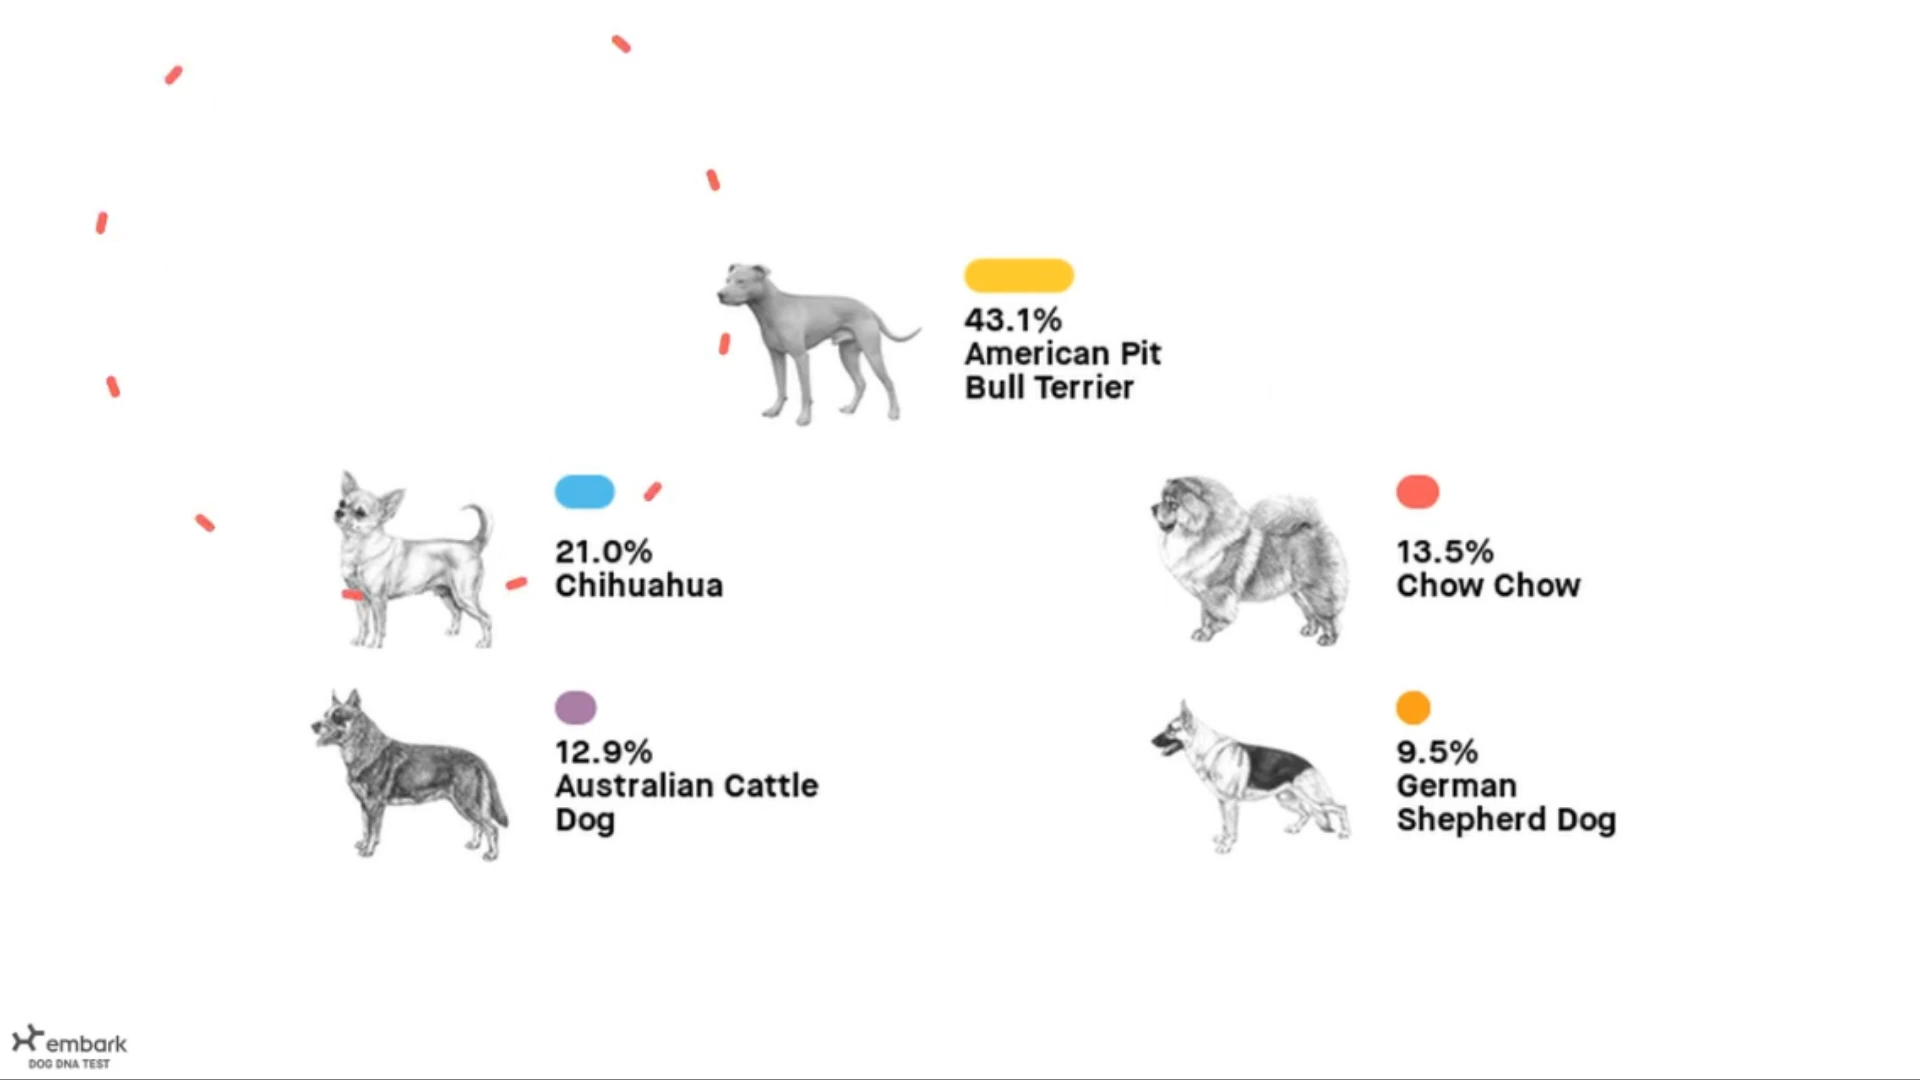 43.1%
American Pit
Bull Terrier
21.0%
Chihuahua
13.5%
Chow Chow
12.9%
Australian Cattle
Dog
9.5%
German
Shepherd Dog
embark
DOG DNA TEST